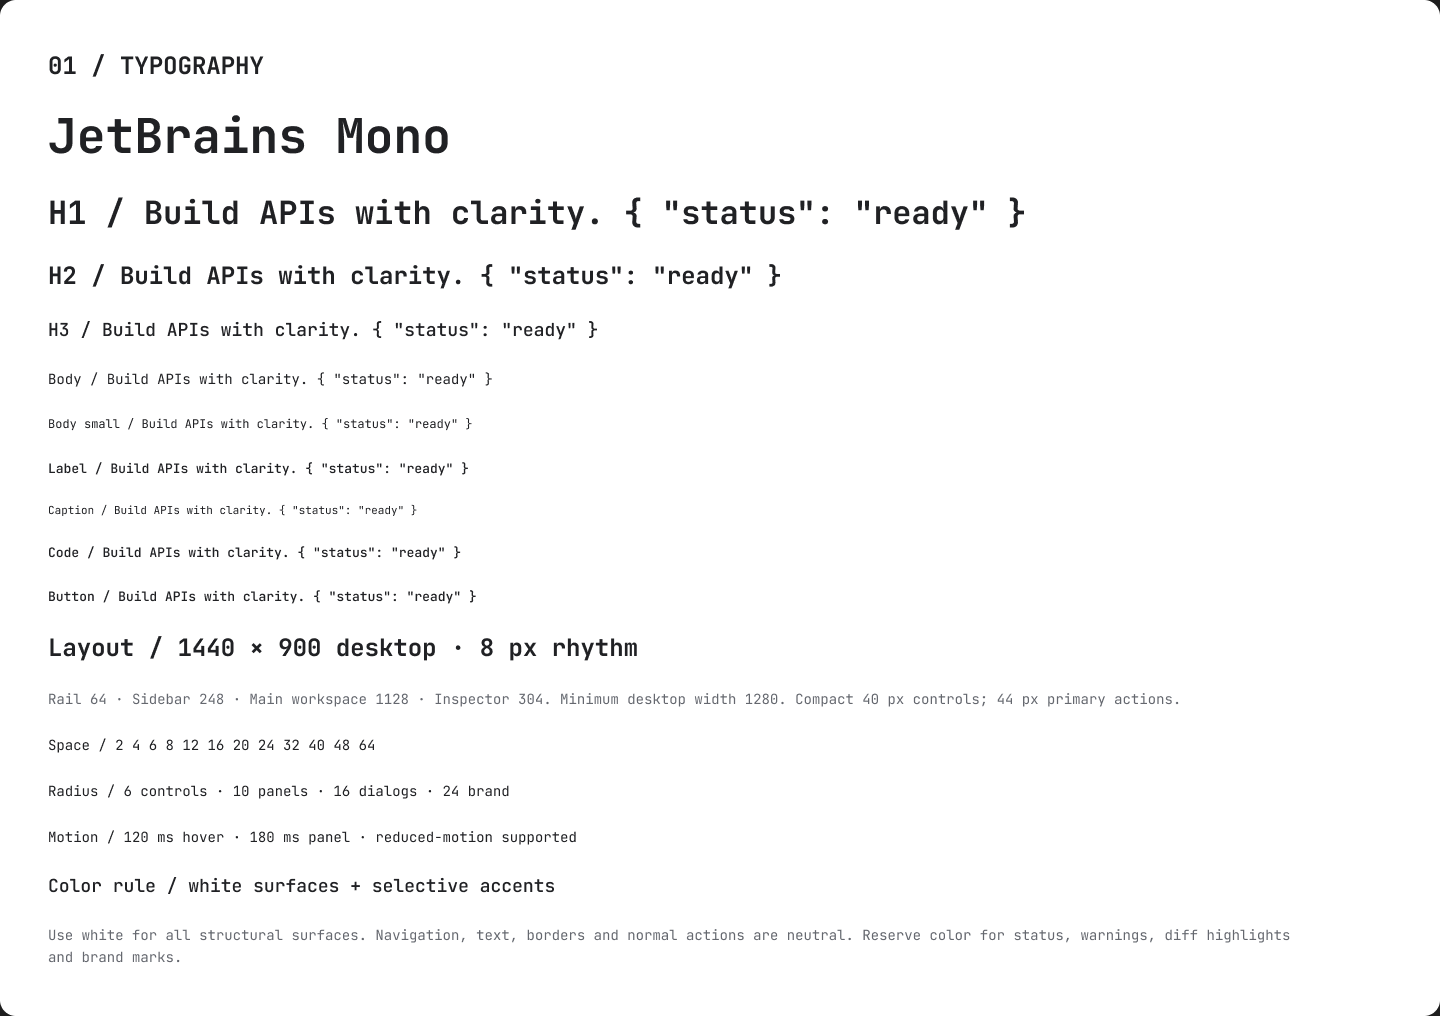 01 / TYPOGRAPHY
JetBrains Mono
H1 / Build APIs with clarity. { "status": "ready" }
H2 / Build APIs with clarity. { "status": "ready" }
H3 / Build APIs with clarity. { "status": "ready" }
Body / Build APIs with clarity. { "status": "ready" }
Body small / Build APIs with clarity. { "status": "ready" }
Label / Build APIs with clarity. { "status": "ready" }
Caption / Build APIs with clarity. { "status": "ready" }
Code / Build APIs with clarity. { "status": "ready" }
Button / Build APIs with clarity. { "status": "ready" }
Layout / 1440 × 900 desktop · 8 px rhythm
Rail 64 · Sidebar 248 · Main workspace 1128 · Inspector 304. Minimum desktop width 1280. Compact 40 px controls; 44 px primary actions.
Space / 2 4 6 8 12 16 20 24 32 40 48 64
Radius / 6 controls · 10 panels · 16 dialogs · 24 brand
Motion / 120 ms hover · 180 ms panel · reduced-motion supported
Color rule / white surfaces + selective accents
Use white for all structural surfaces. Navigation, text, borders and normal actions are neutral. Reserve color for status, warnings, diff highlights
and brand marks.